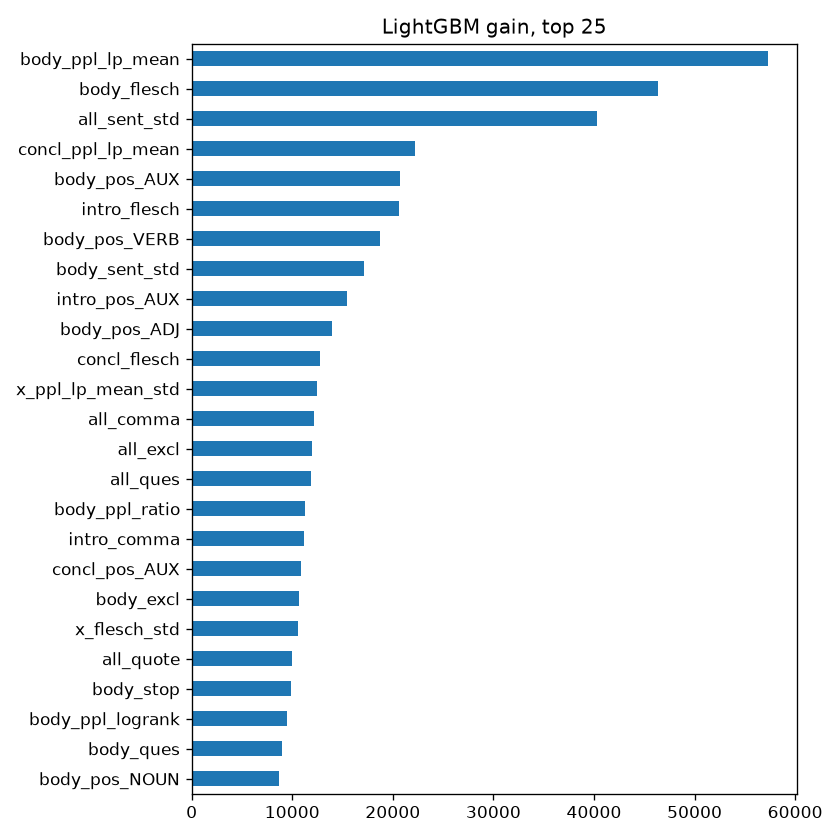 LightGBM gain, top 25
body_ppl_lp_mean
body_flesch
all_sent_std
concl_ppl_lp_mean
body_pos_AUX
intro_flesch
body_pos_VERB
body_sent_std
intro_pos_AUX
body_pos_ADJ
concl_flesch
x_ppl_lp_mean_std
all_comma
all_excl
all_ques
body_ppl_ratio
intro_comma
concl_pos_AUX
body_excl
x_flesch_std
all_quote
body_stop
body_ppl_logrank
body_ques
body_pos_NOUN
0 10000 20000 30000 40000 50000 60000